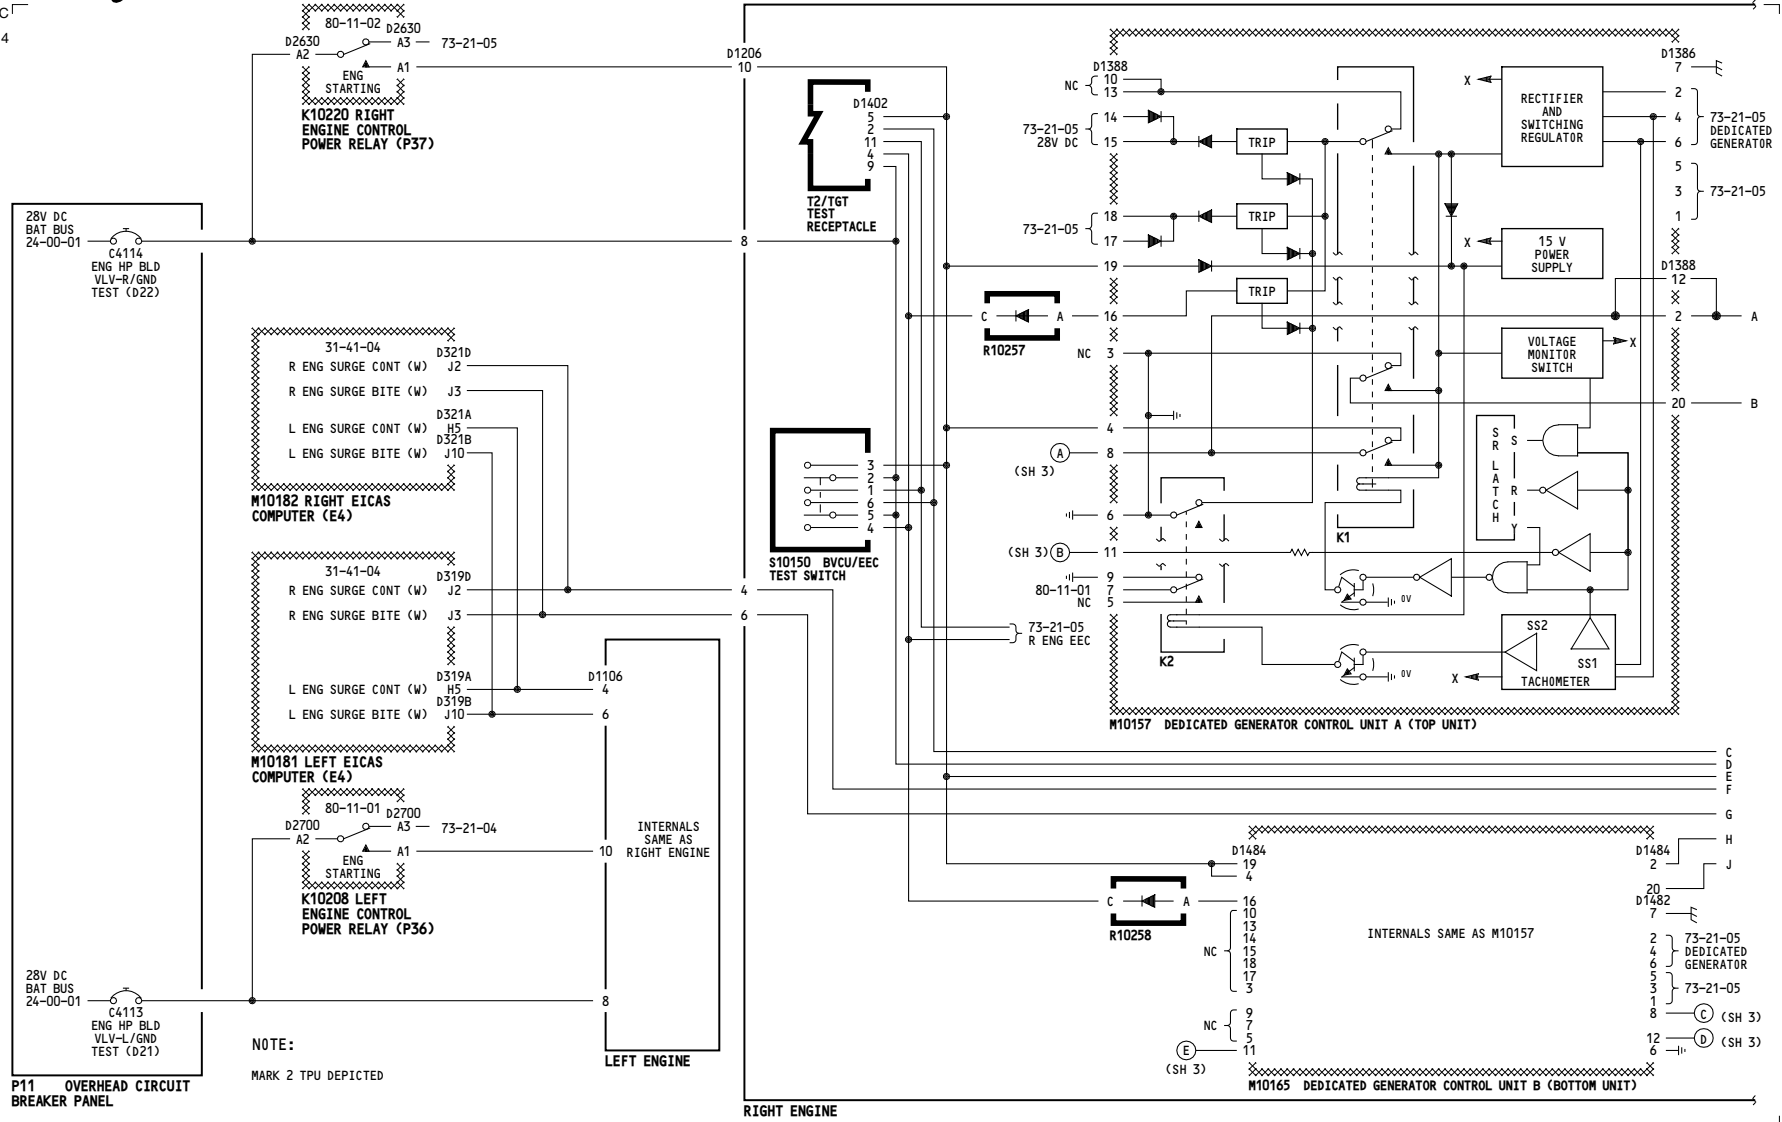 C
4
80-11-02
D2630
D2630
A2
A3
73-21-05
A1
ENG
STARTING
K10220 RIGHT
ENGINE CONTROL
POWER RELAY (P37)
28V DC
BAT BUS
24-00-01
C4114
ENG HP BLD
VLV-R/GND
TEST (D22)
31-41-04
D321D
R ENG SURGE CONT (W) J2
R ENG SURGE BITE (W) J3
D321A
L ENG SURGE CONT (W) H5
D321B
L ENG SURGE BITE (W) J10
M10182 RIGHT EICAS
COMPUTER (E4)
31-41-04
D319D
R ENG SURGE CONT (W) J2
R ENG SURGE BITE (W) J3
D319A
L ENG SURGE CONT (W) H5
D319B
L ENG SURGE BITE (W) J10
M10181 LEFT EICAS
COMPUTER (E4)
80-11-01
D2700
D2700
A2
A3
73-21-04
A1
ENG
STARTING
K10208 LEFT
ENGINE CONTROL
POWER RELAY (P36)
28V DC
BAT BUS
24-00-01
C4113
ENG HP BLD
VLV-L/GND
TEST (D21)
P11 OVERHEAD CIRCUIT
BREAKER PANEL
NOTE:
MARK 2 TPU DEPICTED
D1106
4
6
INTERNALS
SAME AS
RIGHT ENGINE
10
8
LEFT ENGINE
D1206
10
8
4
6
D1402
5
2
11
4
9
T2/TGT
TEST
RECEPTACLE
3
2
1
6
5
4
S10150 BVCU/EEC
TEST SWITCH
C A
R10257
73-21-05
R ENG EEC
D1388
NC
10
13
14
73-21-05
28V DC
15
18
73-21-05
17
19
16
NC 3
4
A
8
(SH 3)
6
(SH 3) B 11
9
80-11-01 7
NC 5
TRIP
TRIP
TRIP
K1
K2
0V
0V
X
RECTIFIER
AND
SWITCHING
REGULATOR
X
15 V
POWER
SUPPLY
VOLTAGE
MONITOR
SWITCH
X
SR LATCH
S
R
Y
SS2
SS1
TACHOMETER
X
D1386
7
2
4
6
73-21-05
DEDICATED
GENERATOR
5
3
1
73-21-05
D1388
12
2
A
20
B
M10157 DEDICATED GENERATOR CONTROL UNIT A (TOP UNIT)
C
D
E
F
G
H
J
D1484
19
4
C A
R10258
16
10
13
14
NC 15
18
17
3
9
NC 7
5
E 11
(SH 3)
INTERNALS SAME AS M10157
D1484
2
20
D1482
7
2
4
6
73-21-05
DEDICATED
GENERATOR
5
3
1
73-21-05
8 C (SH 3)
12 D (SH 3)
6
M10165 DEDICATED GENERATOR CONTROL UNIT B (BOTTOM UNIT)
RIGHT ENGINE